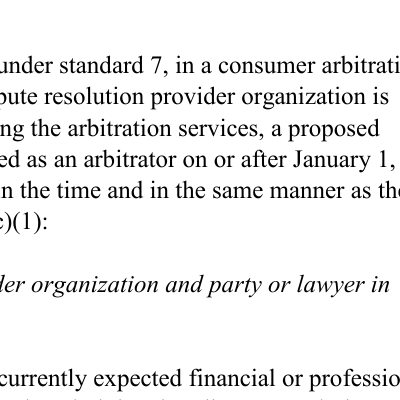 under standard 7, in a consumer arbitrati
pute resolution provider organization is
ng the arbitration services, a proposed
ed as an arbitrator on or after January 1,
n the time and in the same manner as the
c)(1):
der organization and party or lawyer in
currently expected financial or professio